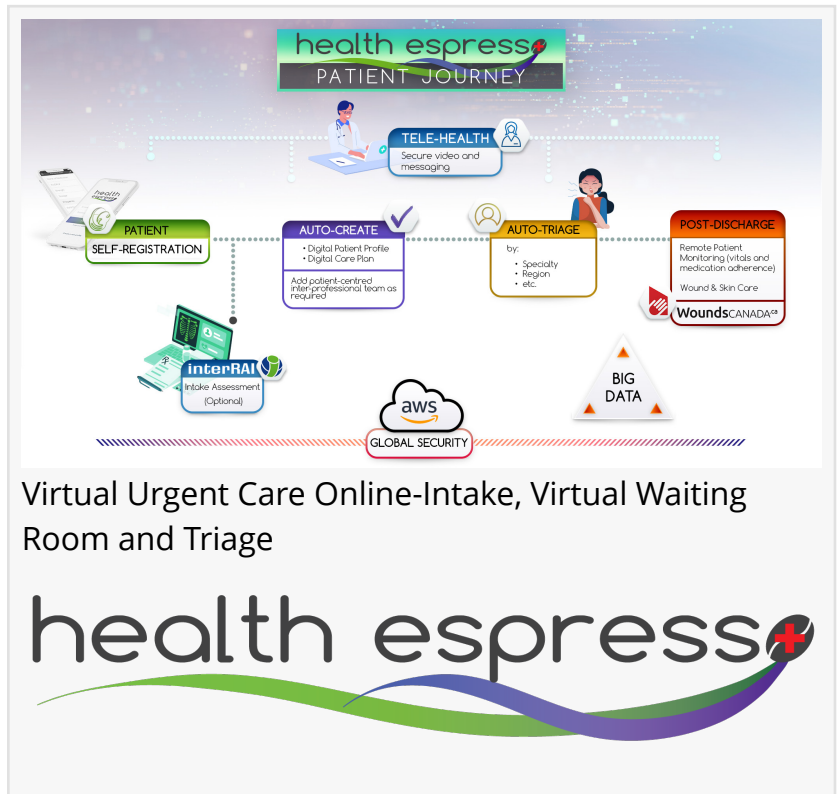 health espresso
PATIENT JOURNEY
TELE-HEALTH
Secure video and
messaging
health
espresso
PATIENT
SELF-REGISTRATION
AUTO-CREATE
• Digital Patient Profile
• Digital Care Plan
Add patient-centred
inter-professional team as
required
AUTO-TRIAGE
by:
• Specialty
• Region
• etc.
POST-DISCHARGE
Remote Patient
Monitoring (vitals and
medication adherence)
Wound & Skin Care
WoundsCANADA.ca
interRAI
Intake Assessment
(Optional)
BIG
DATA
aws
GLOBAL SECURITY
Virtual Urgent Care Online-Intake, Virtual Waiting
Room and Triage
health espresso